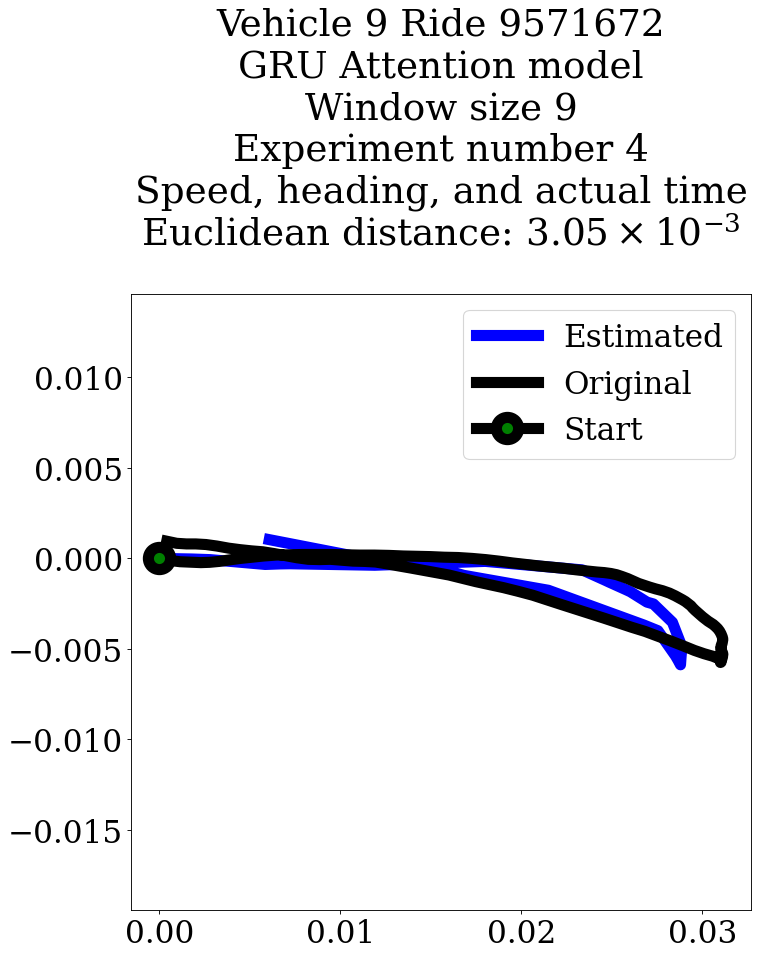 Vehicle 9 Ride 9571672
GRU Attention model
Window size 9
Experiment number 4
Speed, heading, and actual time
Euclidean distance: 3.05 × 10⁻³
Estimated
Original
Start
0.010
0.005
0.000
−0.005
−0.010
−0.015
0.00 0.01 0.02 0.03